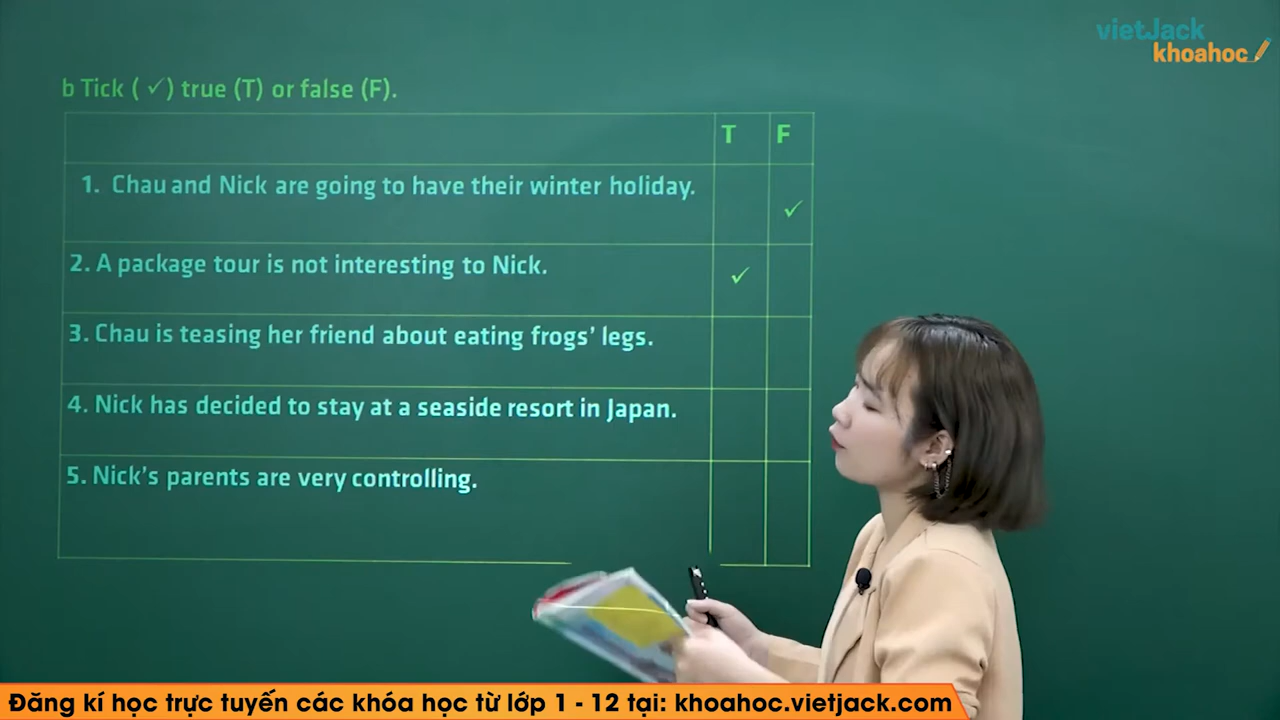 vietJack
khoahoc
b Tick ( ✓) true (T) or false (F).
T F
1. Chau and Nick are going to have their winter holiday. ✓
2. A package tour is not interesting to Nick. ✓
3. Chau is teasing her friend about eating frogs’ legs.
4. Nick has decided to stay at a seaside resort in Japan.
5. Nick’s parents are very controlling.
Đăng kí học trực tuyến các khóa học từ lớp 1 - 12 tại: khoahoc.vietjack.com